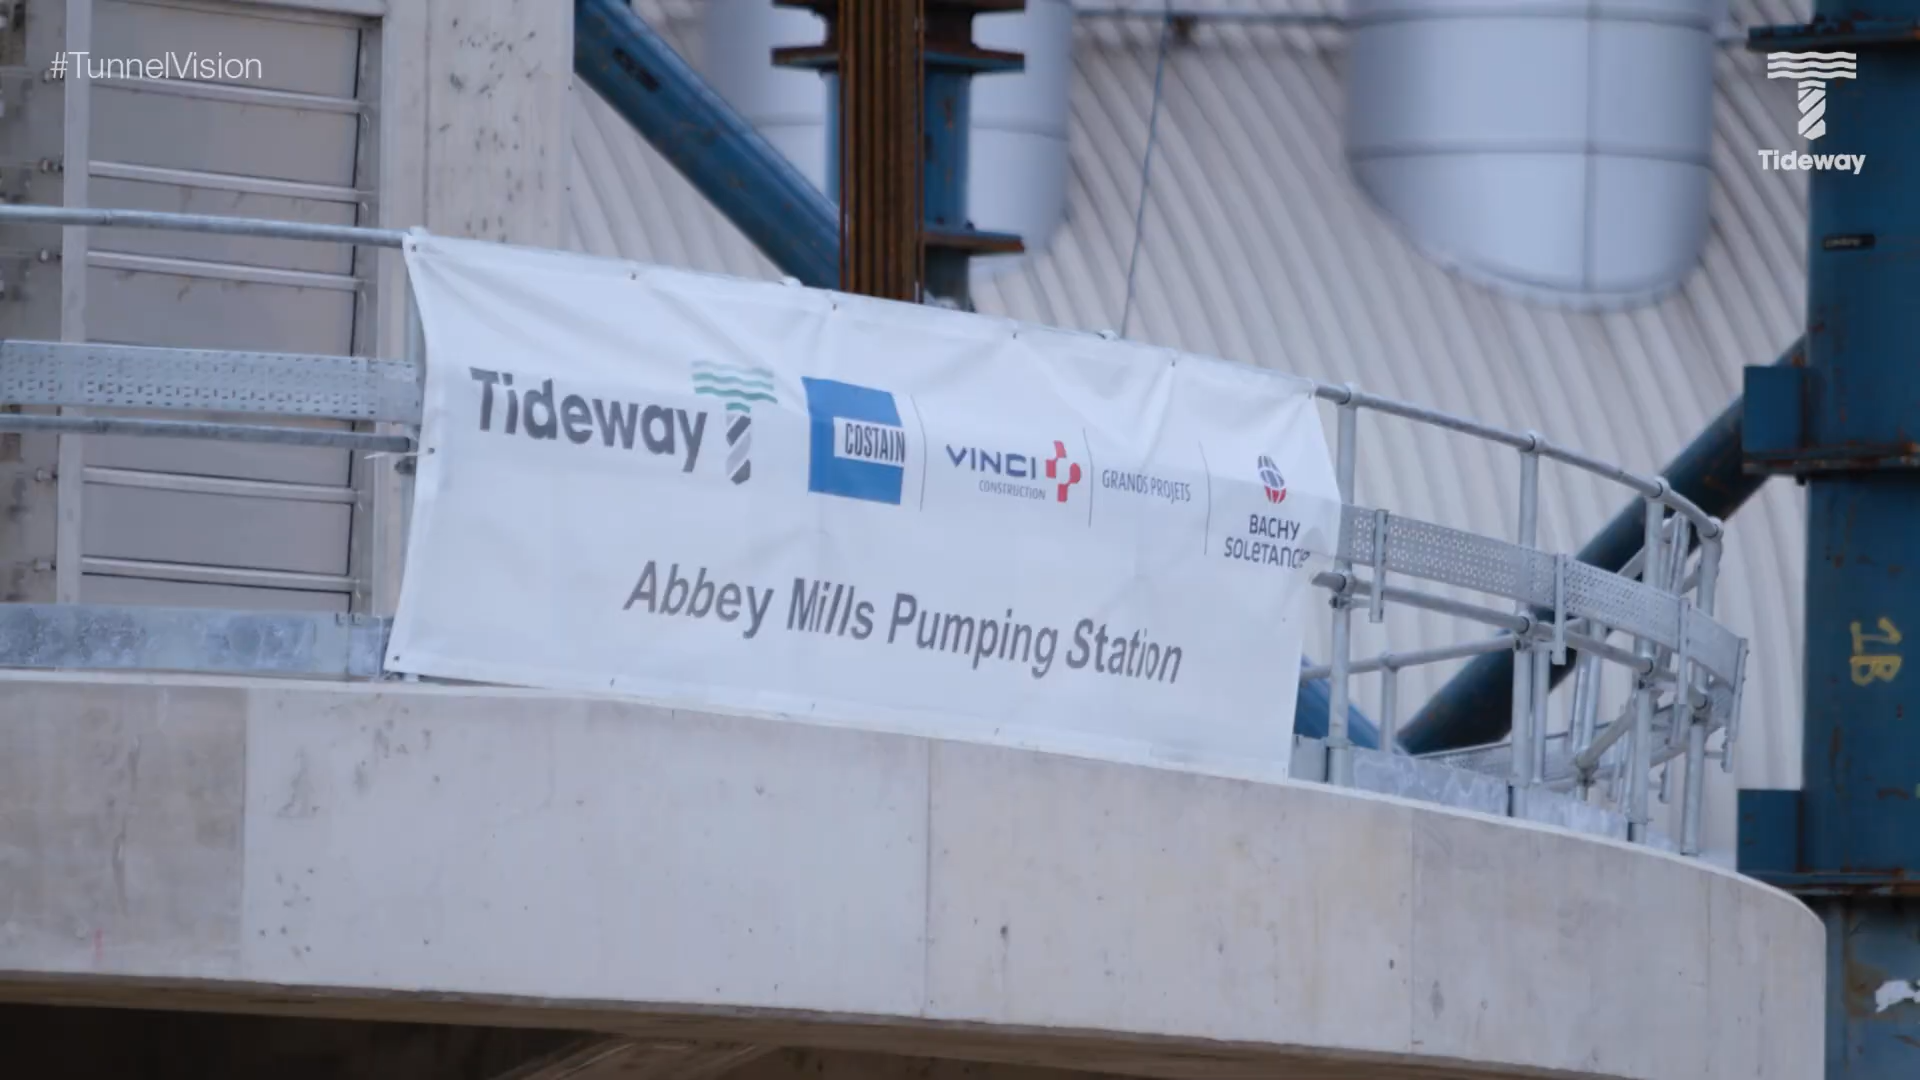 #TunnelVision
Tideway
Tideway
COSTAIN
VINCI
CONSTRUCTION
GRANDS PROJETS
BACHY
SOLETANCHE
Abbey Mills Pumping Station
1B